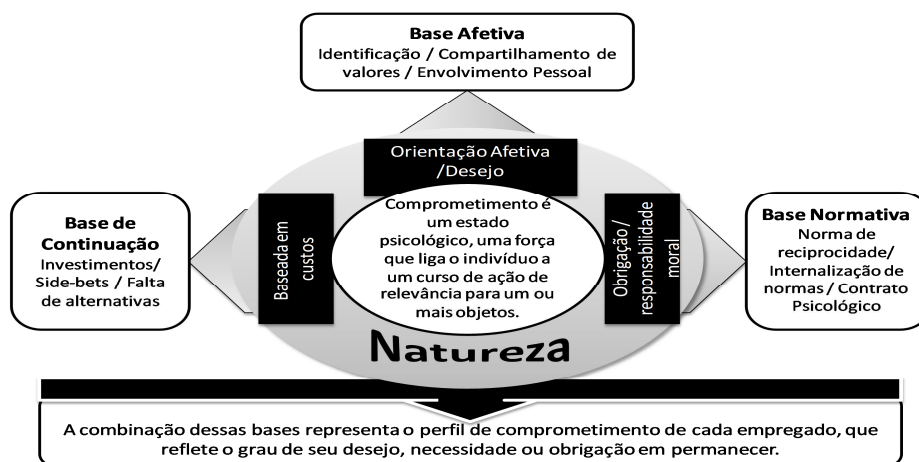 Base Afetiva
Identificação / Compartilhamento de
valores / Envolvimento Pessoal
Orientação Afetiva
/Desejo
Base de
Continuação
Investimentos/
Side-bets / Falta
de alternativas
Baseada em
custos
Comprometimento é
um estado
psicológico, uma força
que liga o indivíduo a
um curso de ação de
relevância para um ou
mais objetos.
Obrigação /
responsabilidade
moral
Base Normativa
Norma de
reciprocidade/
Internalização de
normas / Contrato
Psicológico
Natureza
A combinação dessas bases representa o perfil de comprometimento de cada empregado, que
reflete o grau de seu desejo, necessidade ou obrigação em permanecer.